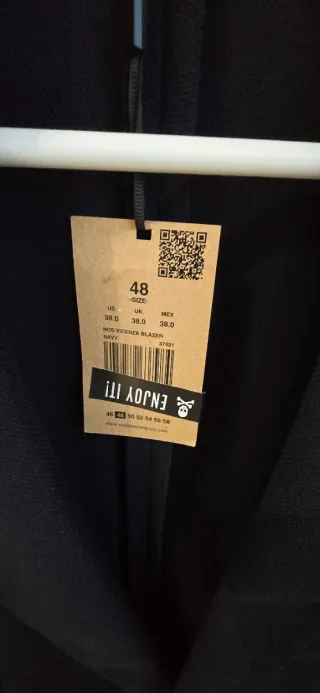 48
-SIZE-
US UK MEX
38.0 38.0 38.0
NOS VICENZA BLAZER
NAVY 37921
ENJOY IT!
46 48 50 52 54 56 58